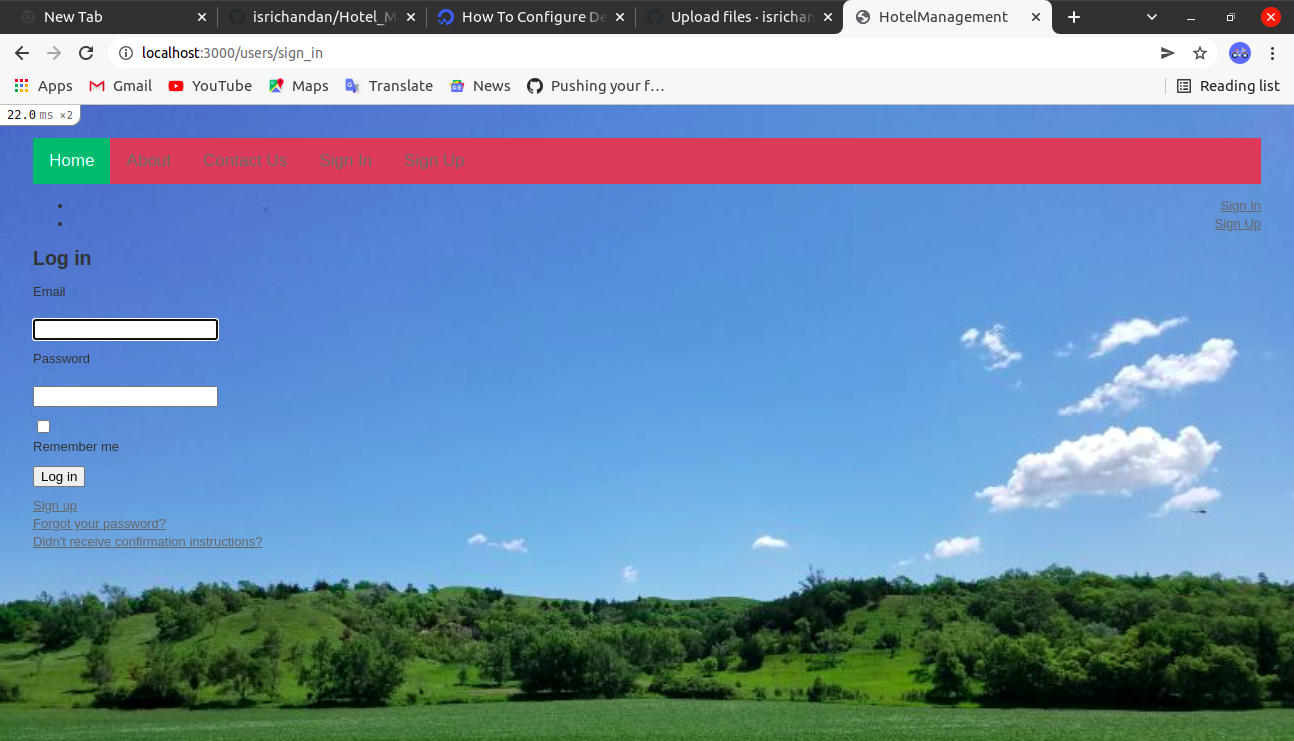 New Tab
isrichandan/Hotel_M
How To Configure De
Upload files · isrichan
HotelManagement
localhost:3000/users/sign_in
Apps
Gmail
YouTube
Maps
Translate
News
Pushing your f...
Reading list
22.0 ms ×2
Home About Contact Us Sign In Sign Up
Sign In
Sign Up
Log in
Email
Password
Remember me
Log in
Sign up
Forgot your password?
Didn't receive confirmation instructions?